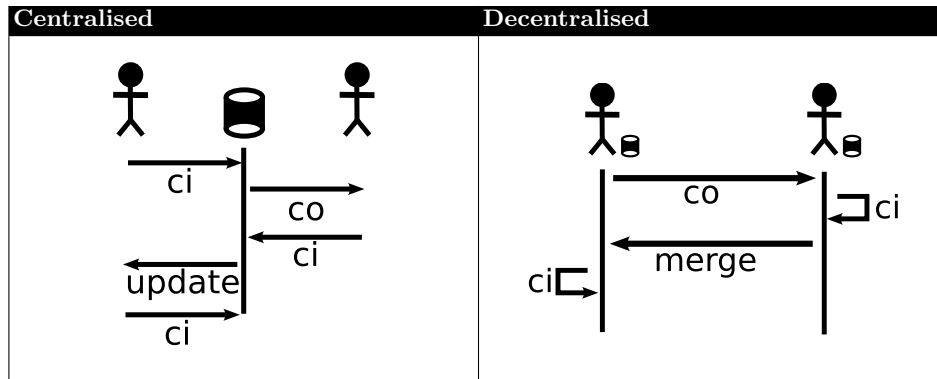 Centralised
ci
co
ci
update
ci
Decentralised
co
ci
merge
ci